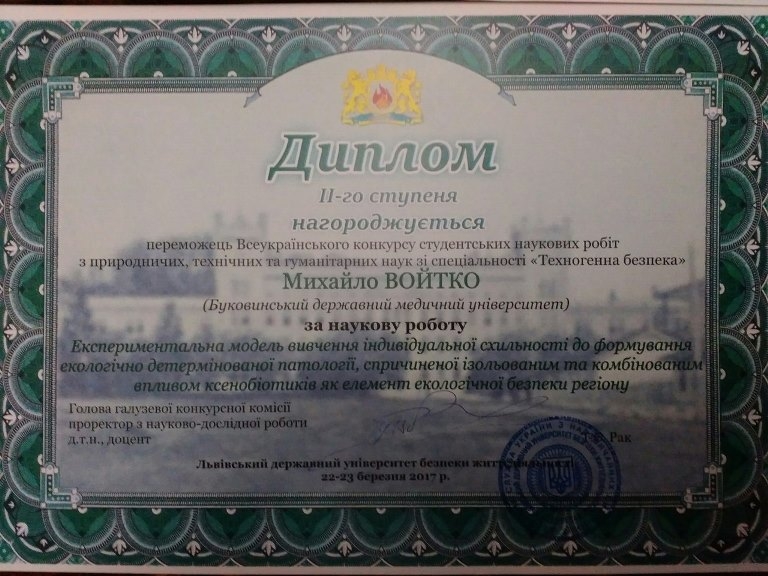 Диплом
II-го ступеня
нагороджується
переможець Всеукраїнського конкурсу студентських наукових робіт
з природничих, технічних та гуманітарних наук зі спеціальності «Техногенна безпека»
Михайло ВОЙТКО
(Буковинський державний медичний університет)
за наукову роботу
Експериментальна модель вивчення індивідуальної схильності до формування
екологічно детермінованої патології, спричиненої ізольованим та комбінованим
впливом ксенобіотиків як елемент екологічної безпеки регіону
Голова галузевої конкурсної комісії
проректор з науково-дослідної роботи
д.т.н., доцент
Рак
Львівський державний університет безпеки
22-23 березня 2017 р.